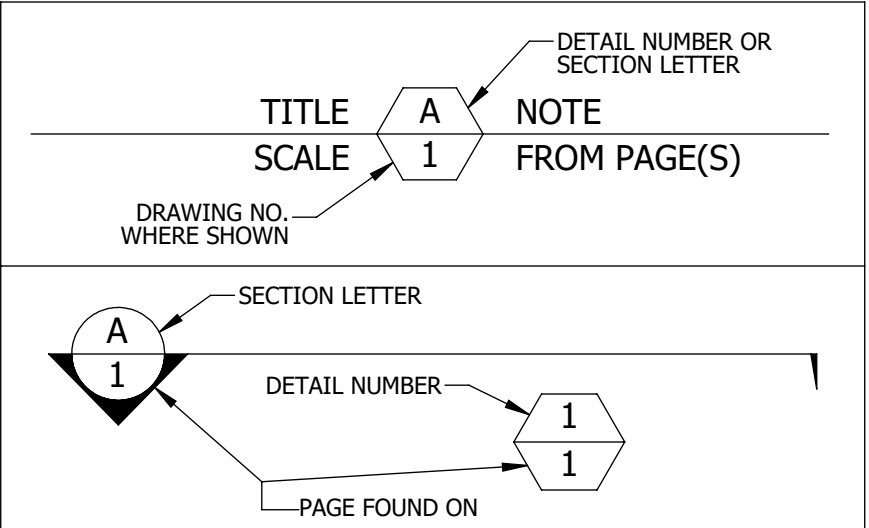 DETAIL NUMBER OR
SECTION LETTER
TITLE A NOTE
SCALE 1 FROM PAGE(S)
DRAWING NO.
WHERE SHOWN
SECTION LETTER
A
1
DETAIL NUMBER
1
1
PAGE FOUND ON